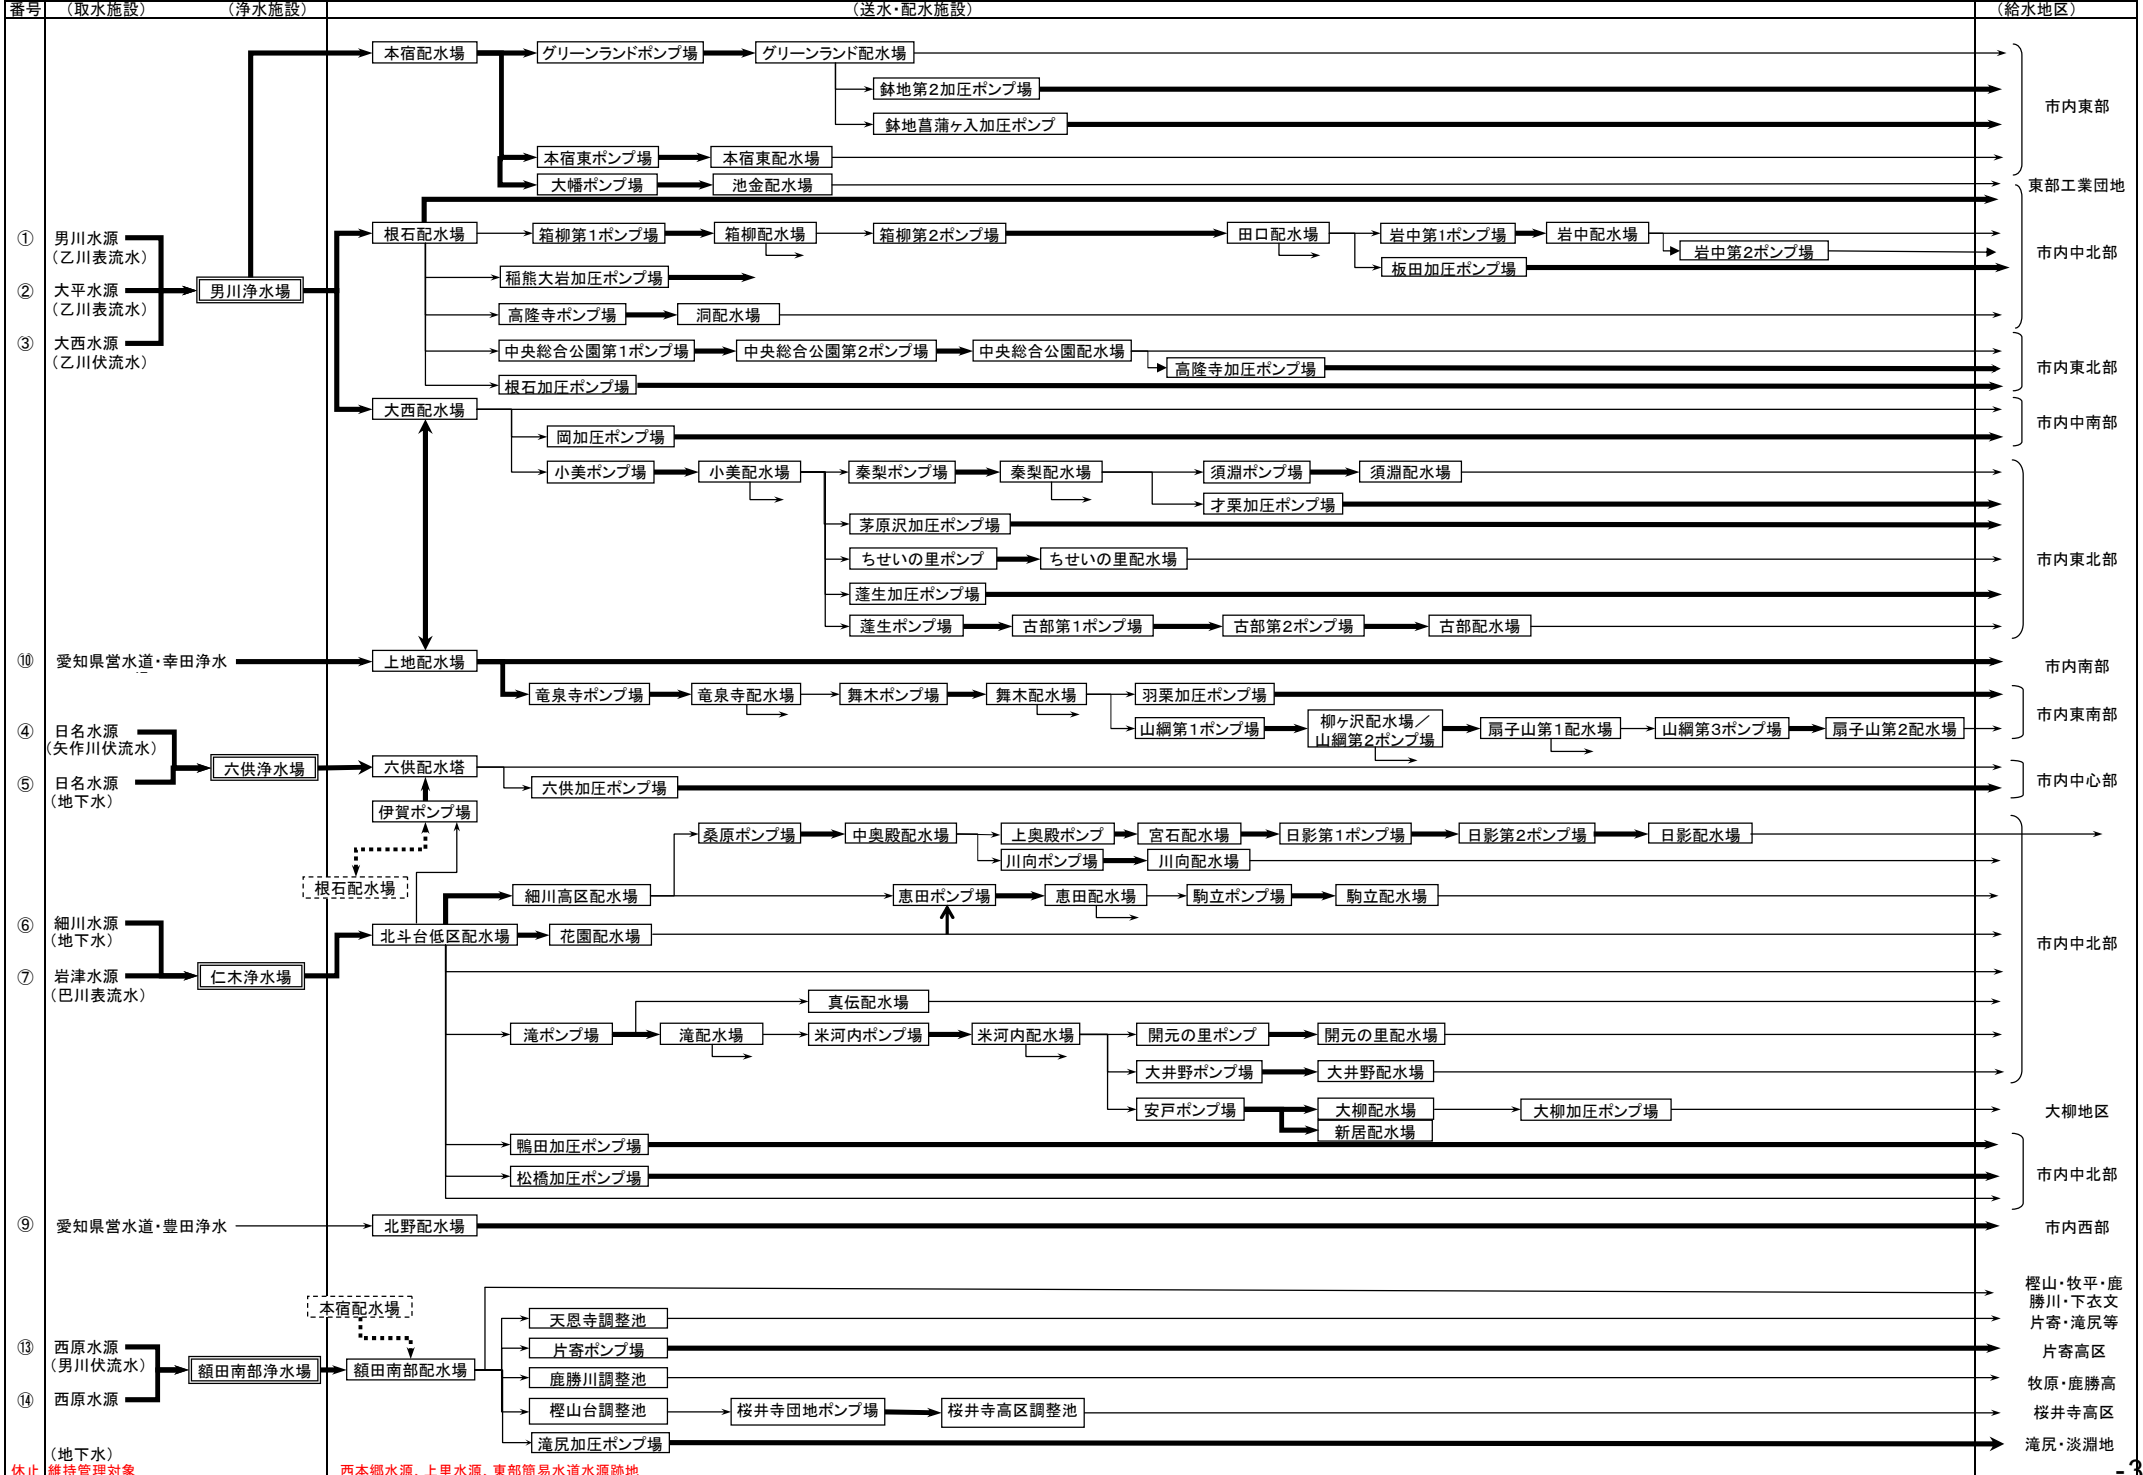 番号 （取水施設） （浄水施設） （送水・配水施設） （給水地区）
本宿配水場 グリーンランドポンプ場 グリーンランド配水場
鉢地第2加圧ポンプ場
市内東部
鉢地菖蒲ヶ入加圧ポンプ
本宿東ポンプ場 本宿東配水場
大幡ポンプ場 池金配水場 東部工業団地
① 男川水源 根石配水場 箱柳第1ポンプ場 箱柳配水場 箱柳第2ポンプ場 田口配水場 岩中第1ポンプ場 岩中配水場
（乙川表流水） 岩中第2ポンプ場 市内中北部
稲熊大岩加圧ポンプ場 板田加圧ポンプ場
② 大平水源 男川浄水場
（乙川表流水） 高隆寺ポンプ場 洞配水場
③ 大西水源 中央総合公園第1ポンプ場 中央総合公園第2ポンプ場 中央総合公園配水場
（乙川伏流水） 高隆寺加圧ポンプ場 市内東北部
根石加圧ポンプ場
大西配水場
市内中南部
岡加圧ポンプ場
小美ポンプ場 小美配水場 秦梨ポンプ場 秦梨配水場 須淵ポンプ場 須淵配水場
才栗加圧ポンプ場
茅原沢加圧ポンプ場
ちせいの里ポンプ ちせいの里配水場 市内東北部
蓬生加圧ポンプ場
蓬生ポンプ場 古部第1ポンプ場 古部第2ポンプ場 古部配水場
⑩ 愛知県営水道・幸田浄水 上地配水場 市内南部
竜泉寺ポンプ場 竜泉寺配水場 舞木ポンプ場 舞木配水場 羽栗加圧ポンプ場
市内東南部
④ 日名水源 山綱第1ポンプ場 柳ヶ沢配水場／ 扇子山第1配水場 山綱第3ポンプ場 扇子山第2配水場
（矢作川伏流水） 山綱第2ポンプ場
六供浄水場 六供配水塔
⑤ 日名水源 六供加圧ポンプ場 市内中心部
（地下水）
伊賀ポンプ場
桑原ポンプ場 中奥殿配水場 上奥殿ポンプ 宮石配水場 日影第1ポンプ場 日影第2ポンプ場 日影配水場
川向ポンプ場 川向配水場
根石配水場 細川高区配水場 恵田ポンプ場 恵田配水場 駒立ポンプ場 駒立配水場
⑥ 細川水源
（地下水） 北斗台低区配水場 花園配水場 市内中北部
⑦ 岩津水源 仁木浄水場
（巴川表流水） 真伝配水場
滝ポンプ場 滝配水場 米河内ポンプ場 米河内配水場 開元の里ポンプ 開元の里配水場
大井野ポンプ場 大井野配水場
安戸ポンプ場 大柳配水場 大柳加圧ポンプ場 大柳地区
新居配水場
鴨田加圧ポンプ場
松橋加圧ポンプ場 市内中北部
⑨ 愛知県営水道・豊田浄水 北野配水場 市内西部
樫山・牧平・鹿
本宿配水場 勝川・下衣文
天恩寺調整池 片寄・滝尻等
⑬ 西原水源 片寄ポンプ場 片寄高区
（男川伏流水） 額田南部浄水場 額田南部配水場
鹿勝川調整池 牧原・鹿勝高
⑭ 西原水源 樫山台調整池 桜井寺団地ポンプ場 桜井寺高区調整池 桜井寺高区
滝尻加圧ポンプ場 滝尻・淡淵地
（地下水）
休止 維持管理対象 西本郷水源、上里水源、東部簡易水道水源跡地
-3